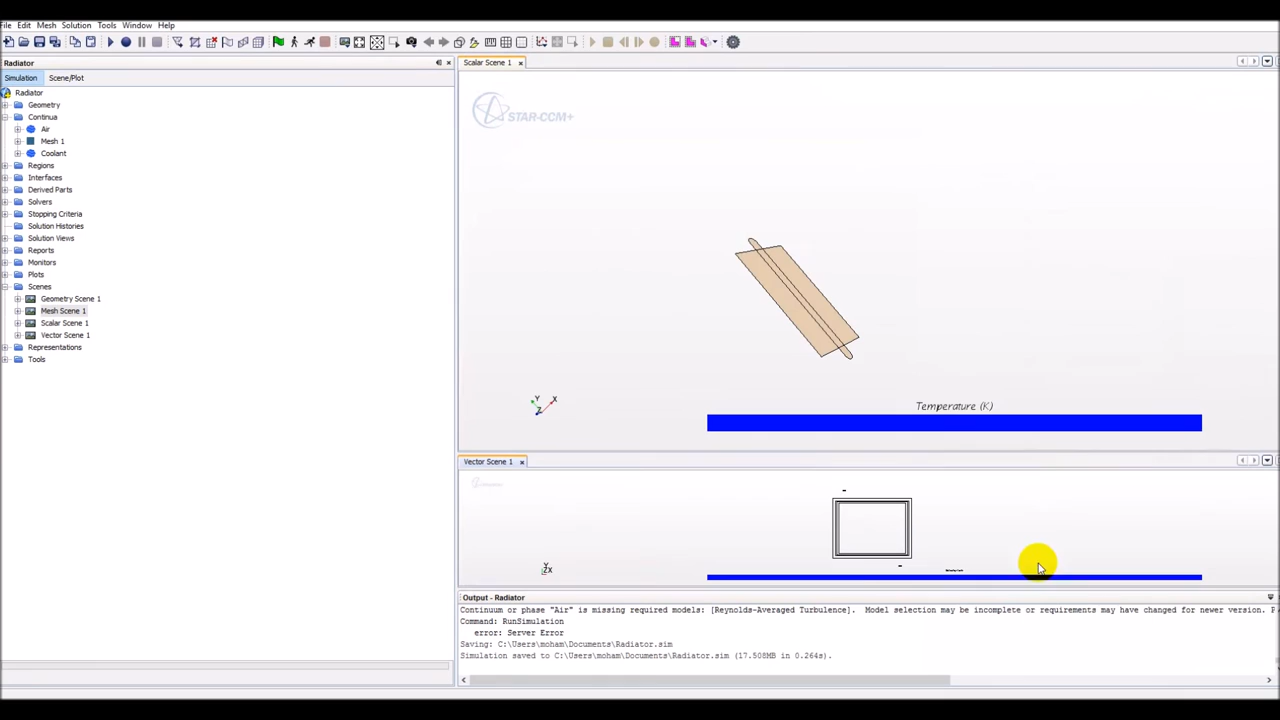 File Edit Mesh Solution Tools Window Help
Radiator
Simulation Scene/Plot
Radiator
Geometry
Continua
Air
Mesh 1
Coolant
Regions
Interfaces
Derived Parts
Solvers
Stopping Criteria
Solution Histories
Solution Views
Reports
Monitors
Plots
Scenes
Geometry Scene 1
Mesh Scene 1
Scalar Scene 1
Vector Scene 1
Representations
Tools
Scalar Scene 1
STAR-CCM+
Y X
Z
Temperature (K)
Vector Scene 1
Y
ZX
Output - Radiator
Continuum or phase "Air" is missing required models: [Reynolds-Averaged Turbulence]. Model selection may be incomplete or requirements may have changed for newer version. P
Command: RunSimulation
error: Server Error
Saving: C:\Users\moham\Documents\Radiator.sim
Simulation saved to C:\Users\moham\Documents\Radiator.sim (17.508MB in 0.264s).